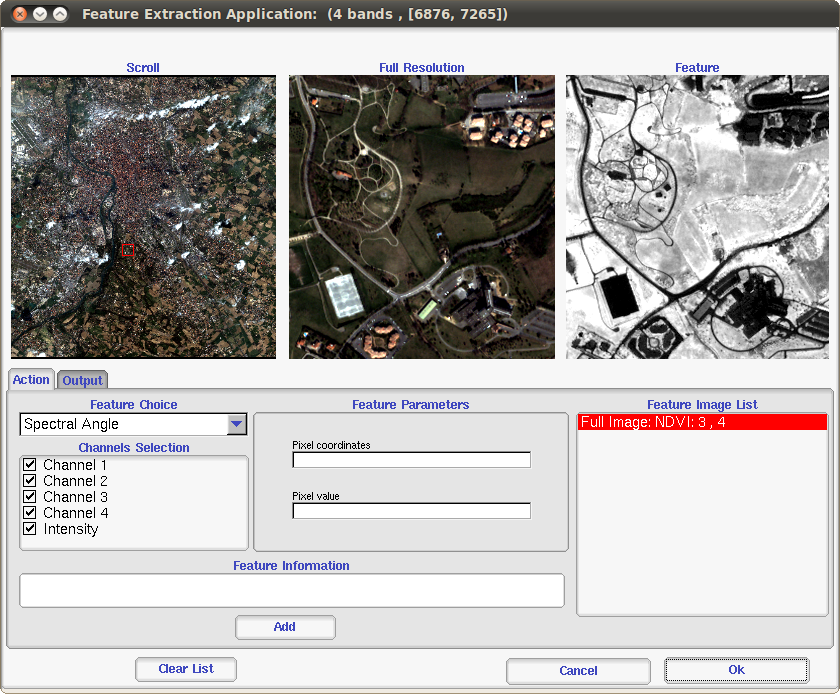 Feature Extraction Application: (4 bands , [6876, 7265])
Scroll
Full Resolution
Feature
Action
Output
Feature Choice
Spectral Angle
Channels Selection
Channel 1
Channel 2
Channel 3
Channel 4
Intensity
Feature Parameters
Pixel coordinates
Pixel value
Feature Image List
Full Image: NDVI: 3 , 4
Feature Information
Add
Clear List
Cancel
Ok